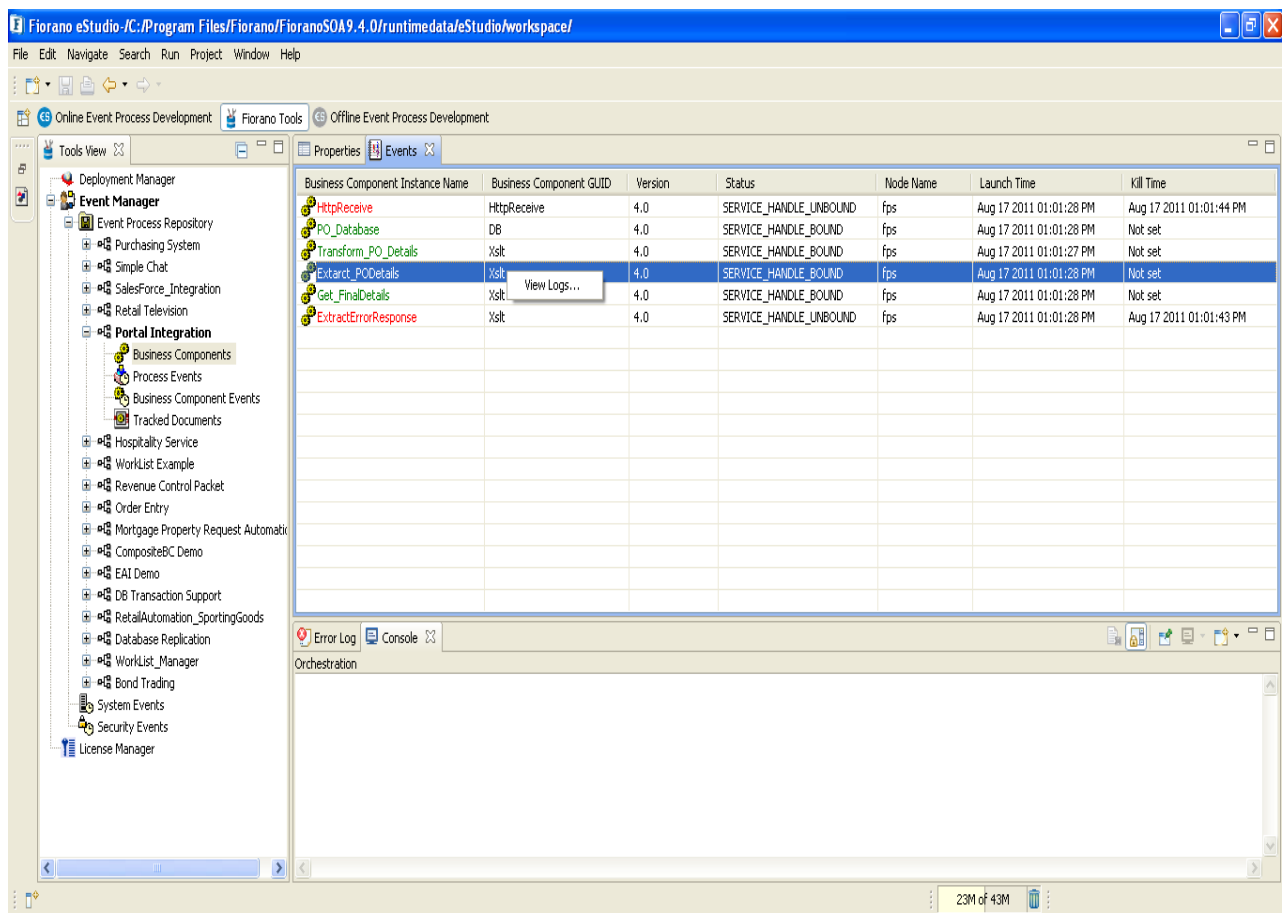 Fiorano eStudio-/C:/Program Files/Fiorano/FioranoSOA9.4.0/runtimedata/eStudio/workspace/
File Edit Navigate Search Run Project Window Help
Online Event Process Development Fiorano Tools Offline Event Process Development
Tools View
Deployment Manager
Event Manager
Event Process Repository
Purchasing System
Simple Chat
SalesForce_Integration
Retail Television
Portal Integration
Business Components
Process Events
Business Component Events
Tracked Documents
Hospitality Service
WorkList Example
Revenue Control Packet
Order Entry
Mortgage Property Request Automatic
CompositeBC Demo
EAI Demo
DB Transaction Support
RetailAutomation_SportingGoods
Database Replication
WorkList_Manager
Bond Trading
System Events
Security Events
License Manager
Properties Events
Business Component Instance Name Business Component GUID Version Status Node Name Launch Time Kill Time
HttpReceive HttpReceive 4.0 SERVICE_HANDLE_UNBOUND fps Aug 17 2011 01:01:28 PM Aug 17 2011 01:01:44 PM
PO_Database DB 4.0 SERVICE_HANDLE_BOUND fps Aug 17 2011 01:01:28 PM Not set
Transform_PO_Details Xslt 4.0 SERVICE_HANDLE_BOUND fps Aug 17 2011 01:01:27 PM Not set
Extarct_PODetails Xslt 4.0 SERVICE_HANDLE_BOUND fps Aug 17 2011 01:01:28 PM Not set
View Logs...
Get_FinalDetails Xslt 4.0 SERVICE_HANDLE_BOUND fps Aug 17 2011 01:01:28 PM Not set
ExtractErrorResponse Xslt 4.0 SERVICE_HANDLE_UNBOUND fps Aug 17 2011 01:01:28 PM Aug 17 2011 01:01:43 PM
Error Log Console
Orchestration
23M of 43M